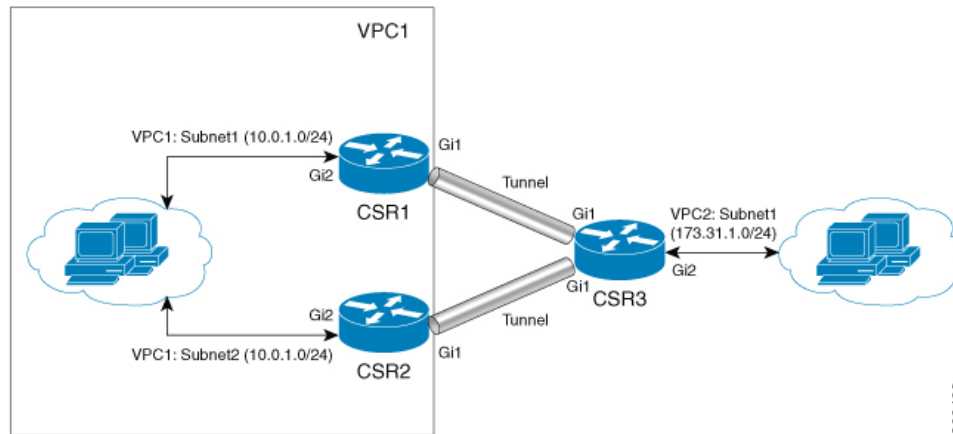 VPC1
VPC1: Subnet1 (10.0.1.0/24)
Gi1
Gi2
CSR1
Tunnel
Gi1
VPC2: Subnet1
(173.31.1.0/24)
Gi2
Gi1
CSR3
Gi2
Tunnel
VPC1: Subnet2 (10.0.1.0/24)
Gi1
CSR2